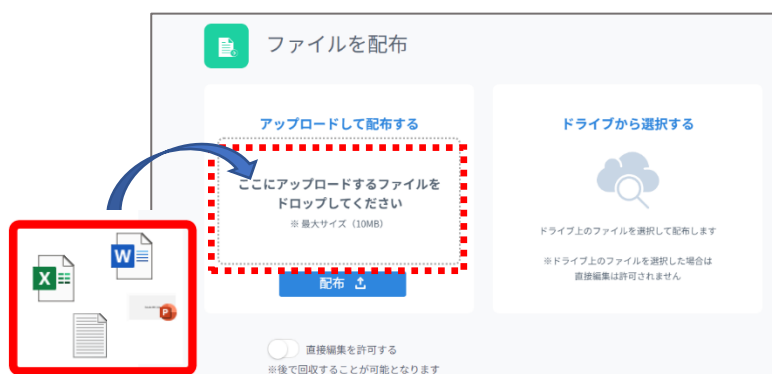 ファイルを配布
アップロードして配布する
ここにアップロードするファイルを
ドロップしてください
※ 最大サイズ（10MB）
配布
直接編集を許可する
※後で回収することが可能となります
ドライブから選択する
ドライブ上のファイルを選択して配布します
※ドライブ上のファイルを選択した場合は
直接編集は許可されません
W
X
P